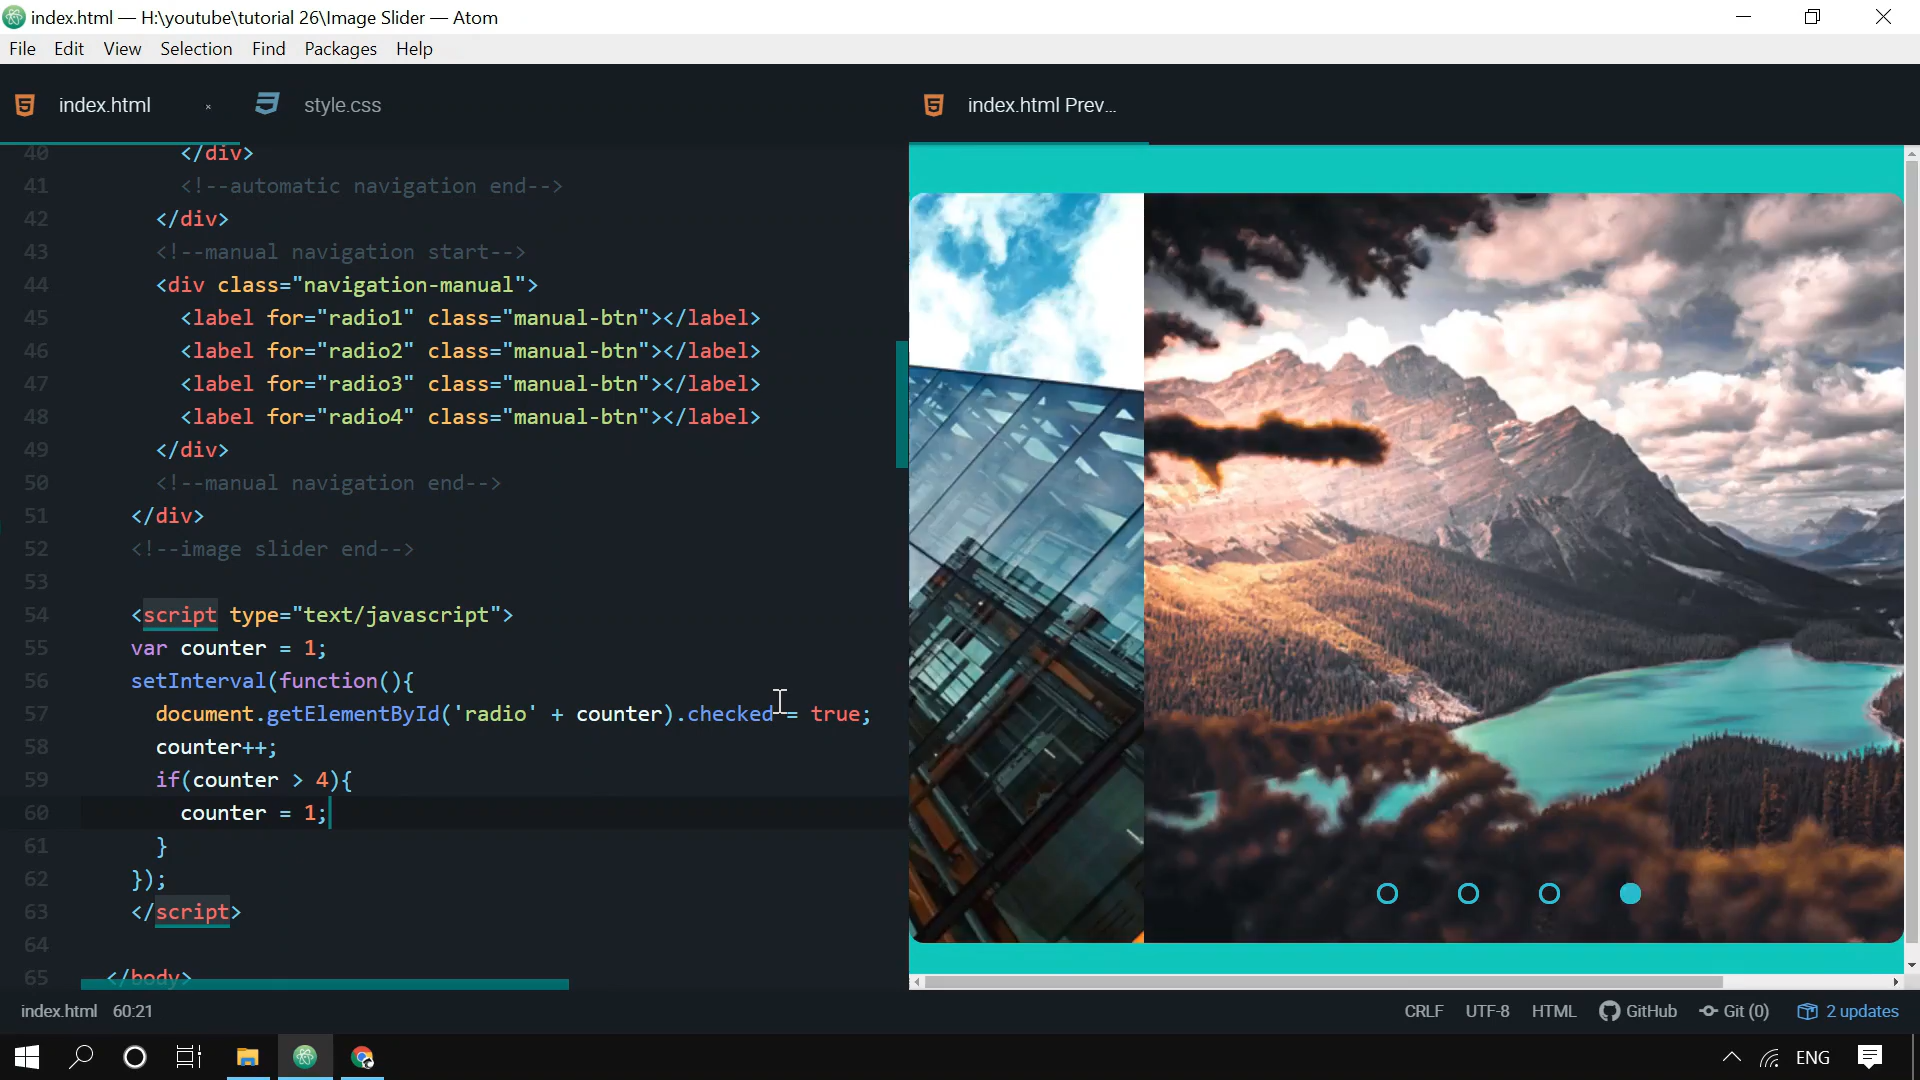 index.html — H:\youtube\tutorial 26\Image Slider — Atom
File Edit View Selection Find Packages Help
index.html × style.css index.html Prev...
40 </div>
41 <!--automatic navigation end-->
42 </div>
43 <!--manual navigation start-->
44 <div class="navigation-manual">
45 <label for="radio1" class="manual-btn"></label>
46 <label for="radio2" class="manual-btn"></label>
47 <label for="radio3" class="manual-btn"></label>
48 <label for="radio4" class="manual-btn"></label>
49 </div>
50 <!--manual navigation end-->
51 </div>
52 <!--image slider end-->
53
54 <script type="text/javascript">
55 var counter = 1;
56 setInterval(function(){
57 document.getElementById('radio' + counter).checked = true;
58 counter++;
59 if(counter > 4){
60 counter = 1;
61 }
62 });
63 </script>
64
65 </body>
index.html 60:21 CRLF UTF-8 HTML GitHub Git (0) 2 updates
ENG